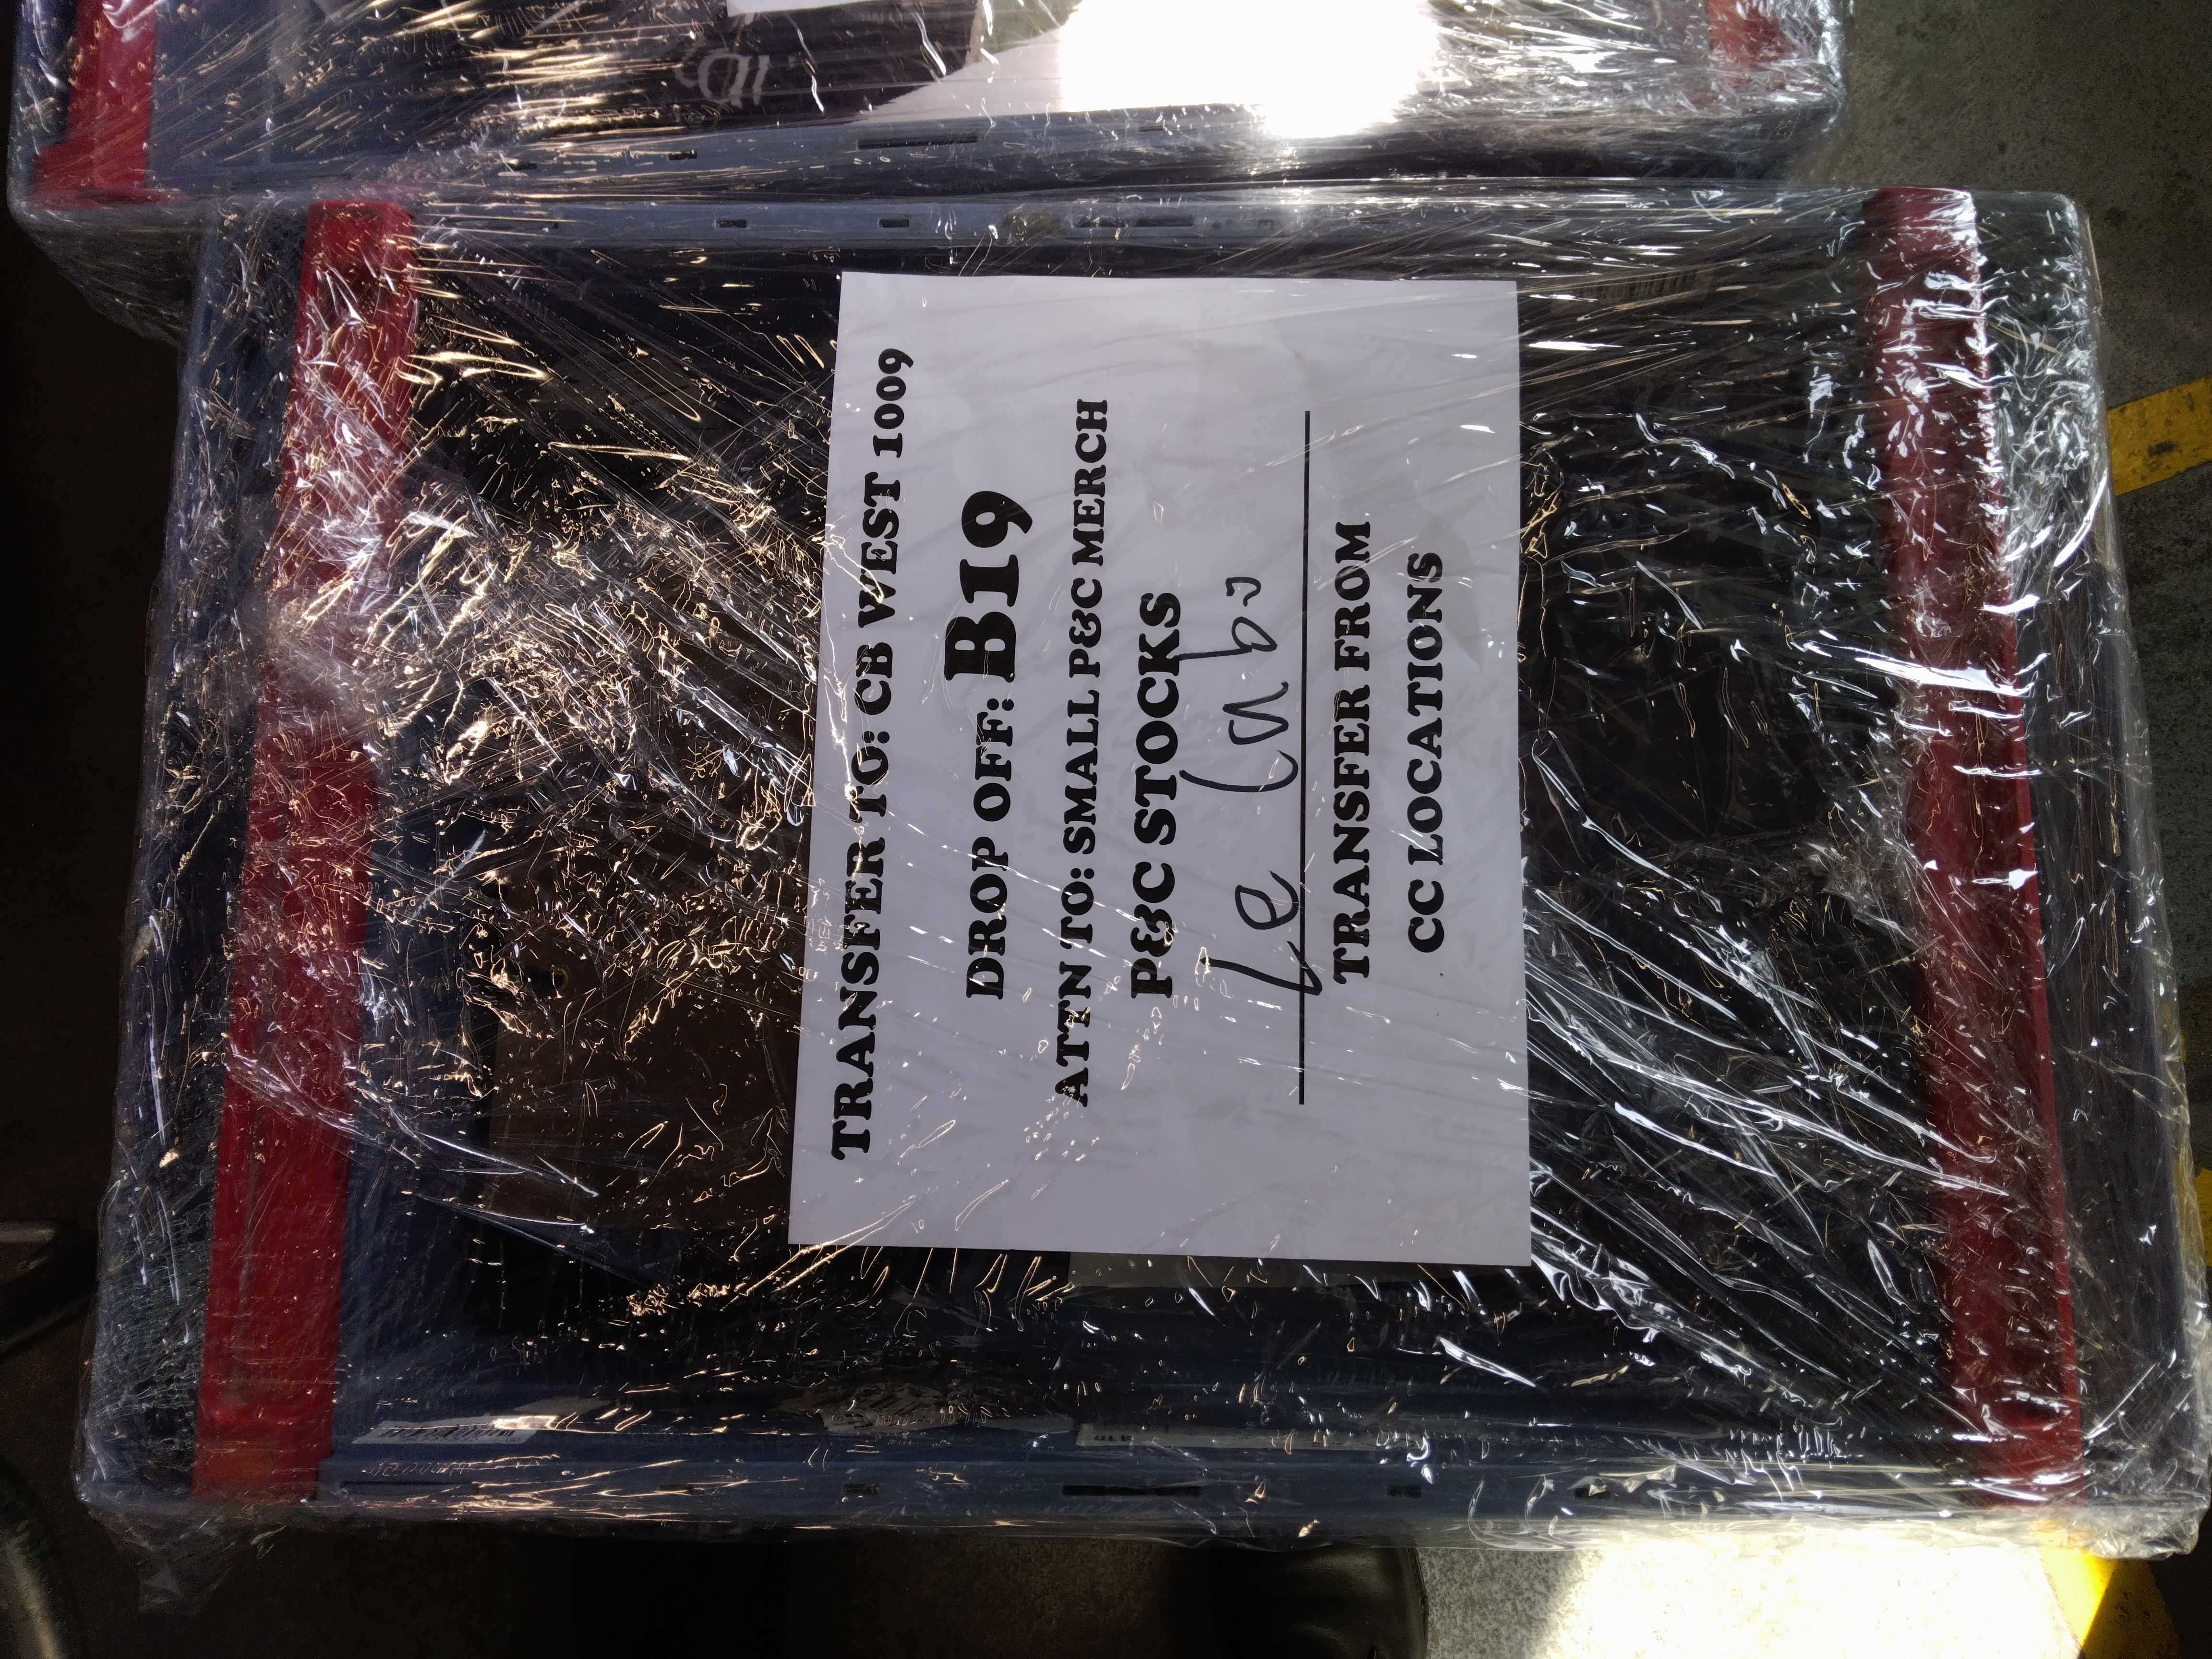 TRANSFER TO: CB WEST 1009
DROP OFF: B19
ATTN TO: SMALL P&C MERCH
P&C STOCKS
Le Labo
TRANSFER FROM
CC LOCATIONS